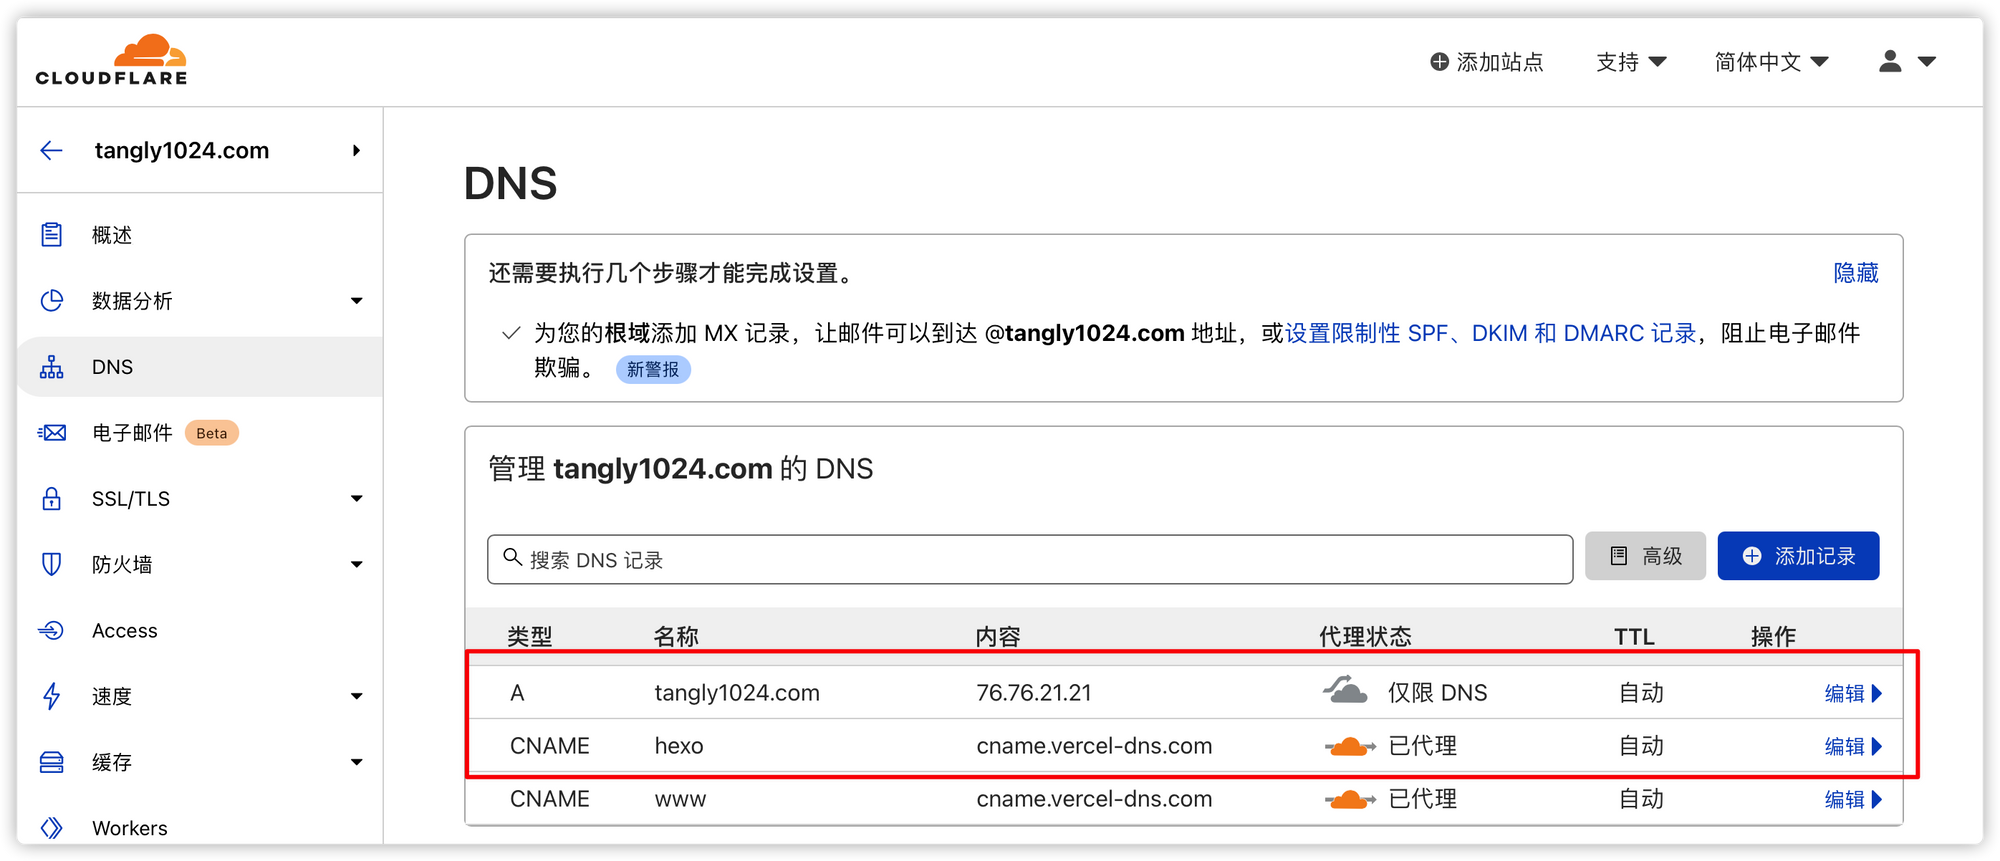 CLOUDFLARE
添加站点 支持 简体中文
tangly1024.com
概述
数据分析
DNS
电子邮件 Beta
SSL/TLS
防火墙
Access
速度
缓存
Workers
DNS
还需要执行几个步骤才能完成设置。 隐藏
为您的根域添加 MX 记录，让邮件可以到达 @tangly1024.com 地址，或设置限制性 SPF、DKIM 和 DMARC 记录，阻止电子邮件
欺骗。 新警报
管理 tangly1024.com 的 DNS
搜索 DNS 记录 高级 添加记录
类型 名称 内容 代理状态 TTL 操作
A tangly1024.com 76.76.21.21 仅限 DNS 自动 编辑
CNAME hexo cname.vercel-dns.com 已代理 自动 编辑
CNAME www cname.vercel-dns.com 已代理 自动 编辑